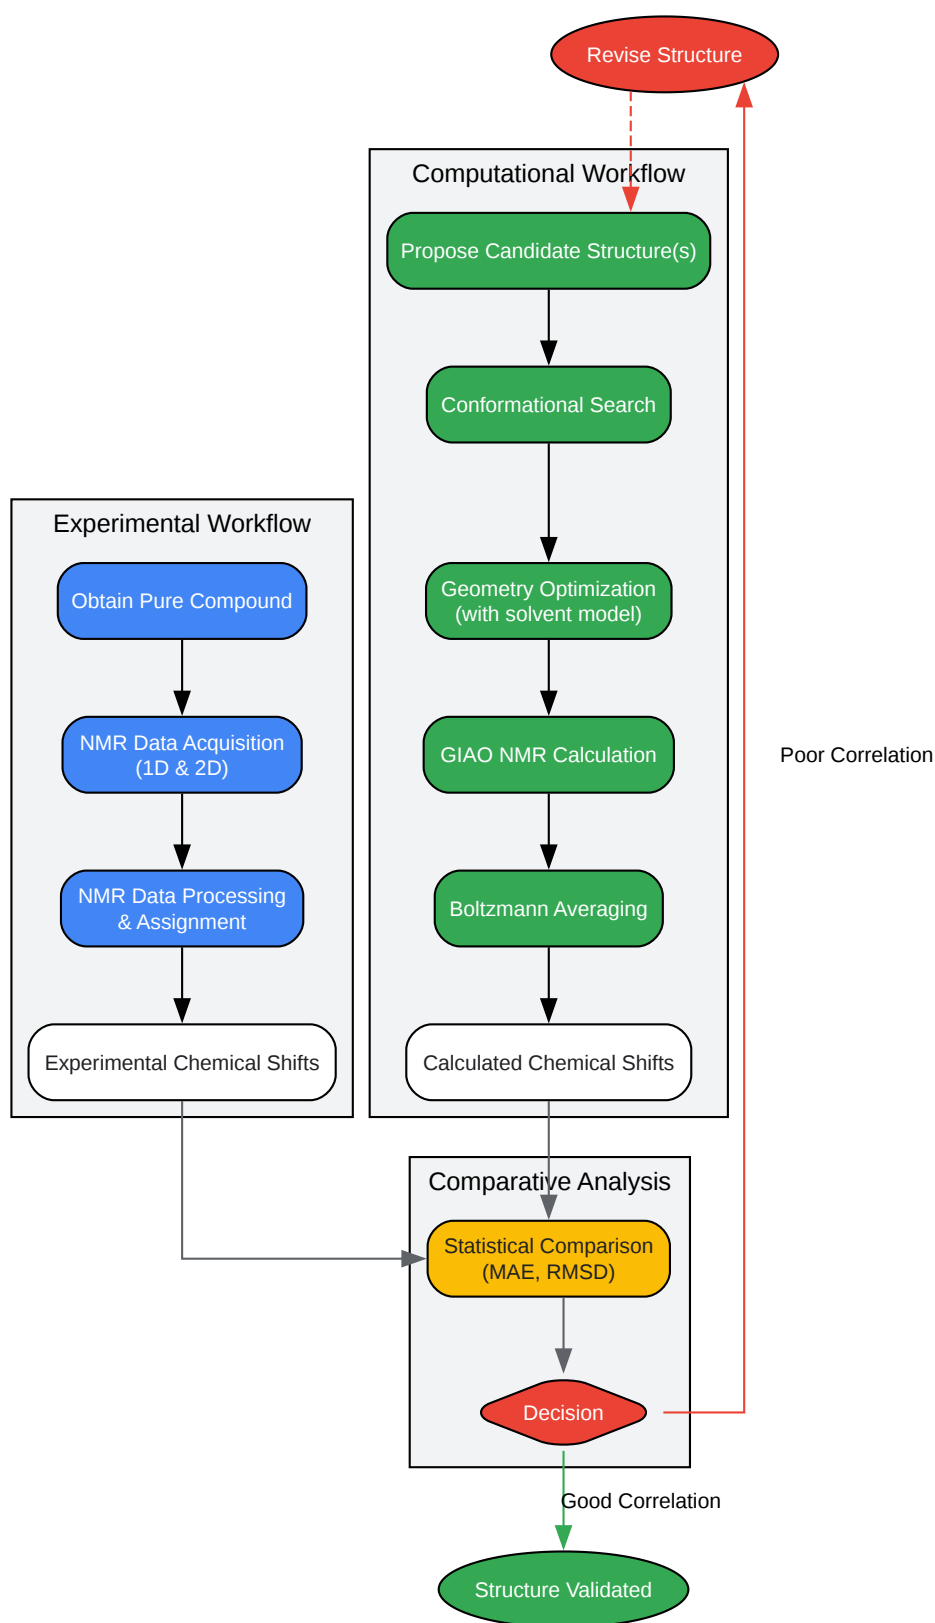 Revise Structure
Computational Workflow
Propose Candidate Structure(s)
Conformational Search
Geometry Optimization
(with solvent model)
GIAO NMR Calculation
Boltzmann Averaging
Calculated Chemical Shifts
Experimental Workflow
Obtain Pure Compound
NMR Data Acquisition
(1D & 2D)
NMR Data Processing
& Assignment
Experimental Chemical Shifts
Poor Correlation
Comparative Analysis
Statistical Comparison
(MAE, RMSD)
Decision
Good Correlation
Structure Validated